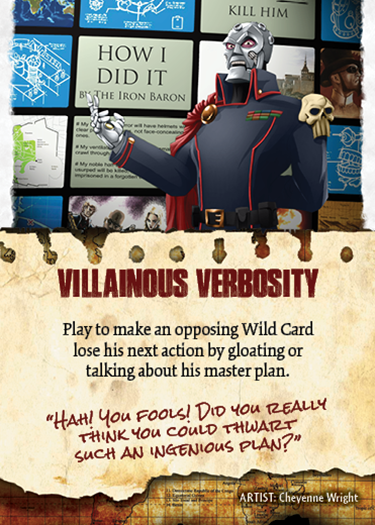 KILL HIM
HOW I
DID IT
BY THE IRON BARON
VILLAINOUS VERBOSITY
Play to make an opposing Wild Card
lose his next action by gloating or
talking about his master plan.
“HAH! YOU FOOLS! DID YOU REALLY
THINK YOU COULD THWART
SUCH AN INGENIOUS PLAN?”
ARTIST: Cheyenne Wright